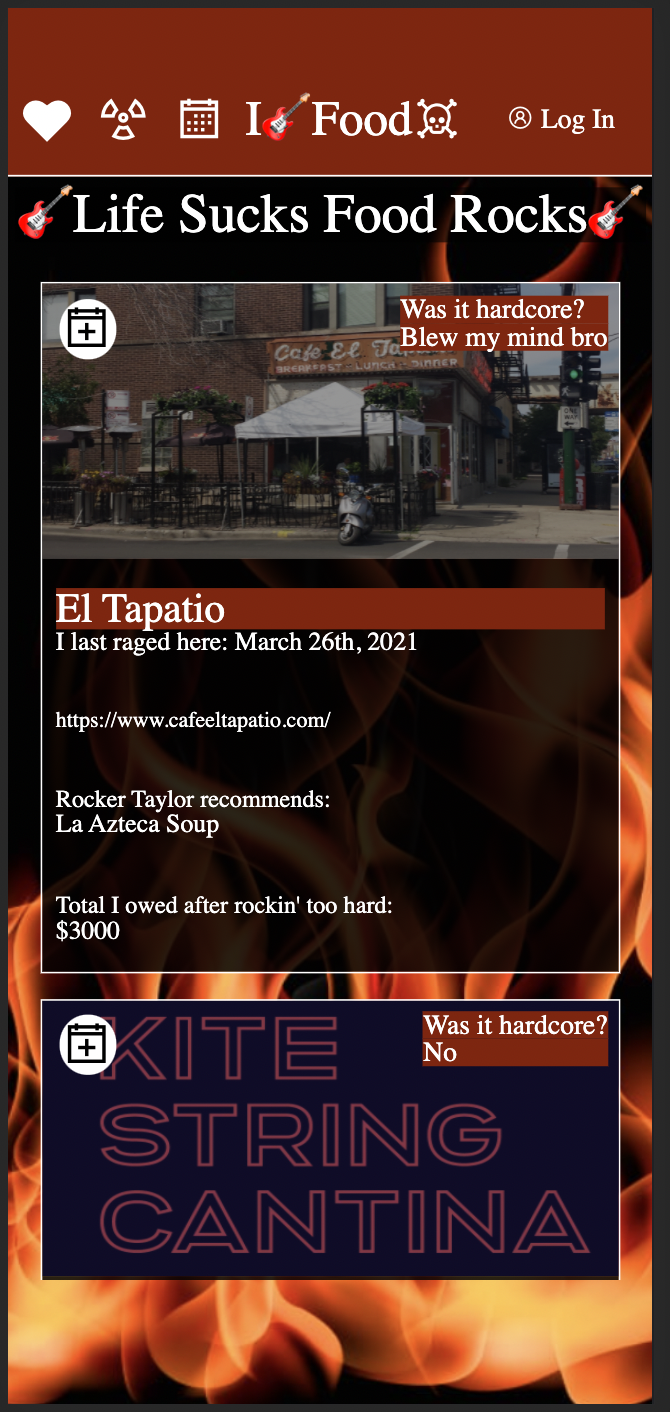 I🎸Food☠ Log In
🎸Life Sucks Food Rocks🎸
Was it hardcore?
Blew my mind bro
Cafe El Tapatio
BREAKFAST - LUNCH - DINNER
ONE
WAY
El Tapatio
I last raged here: March 26th, 2021
https://www.cafeeltapatio.com/
Rocker Taylor recommends:
La Azteca Soup
Total I owed after rockin' too hard:
$3000
Was it hardcore?
No
KITE
STRING
CANTINA